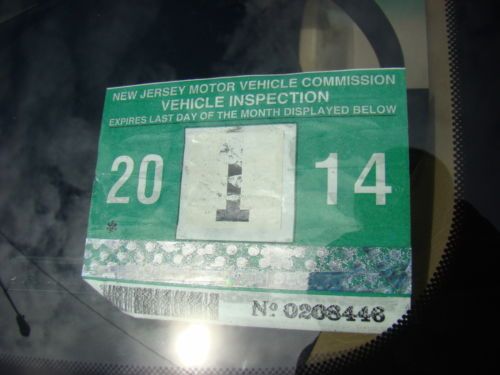 NEW JERSEY MOTOR VEHICLE COMMISSION
VEHICLE INSPECTION
EXPIRES LAST DAY OF THE MONTH DISPLAYED BELOW
20 1 14
*
Nº 0208446